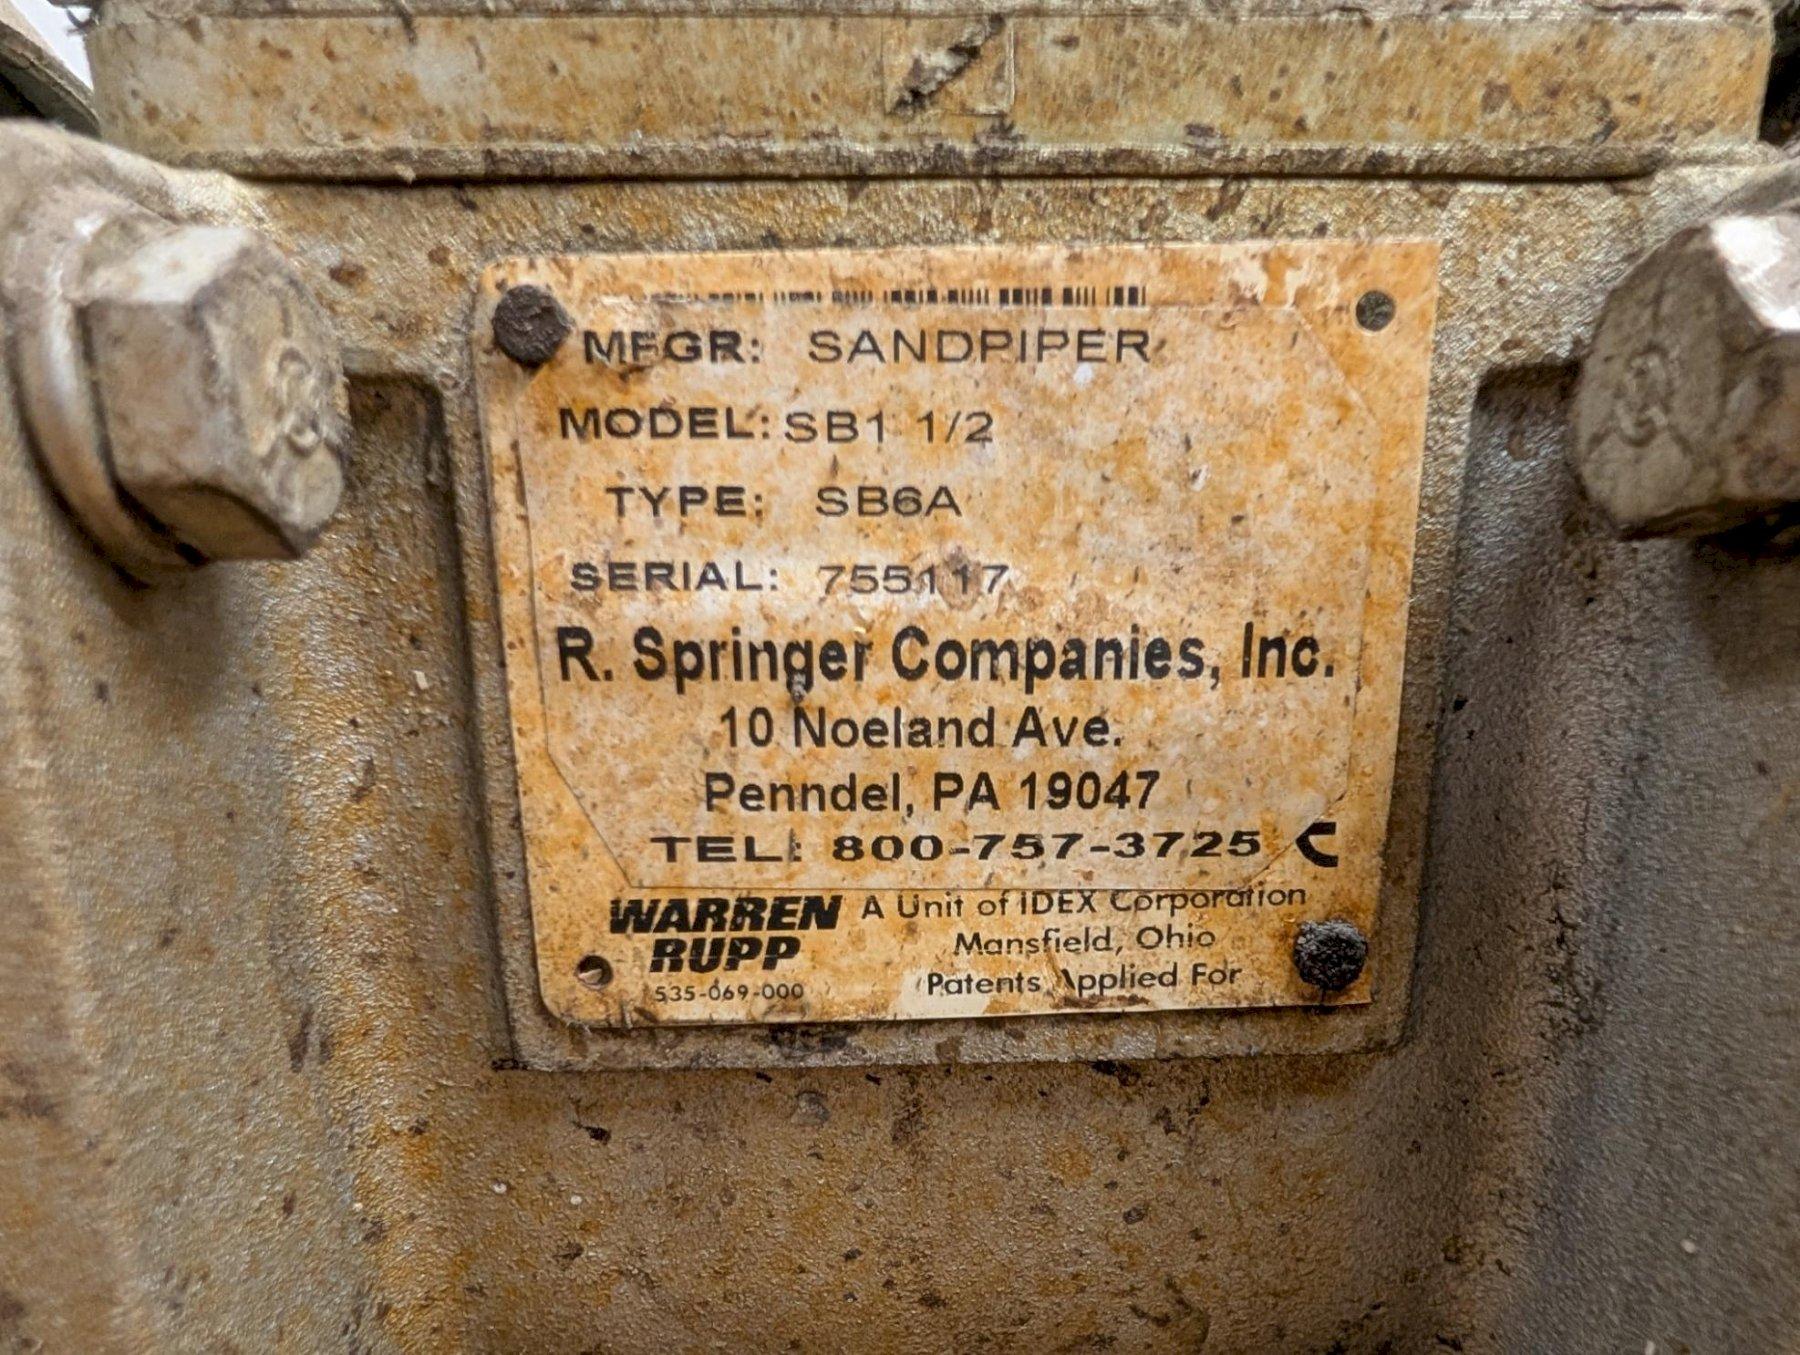 MFGR: SANDPIPER
MODEL: SB1 1/2
TYPE: SB6A
SERIAL: 755117
R. Springer Companies, Inc.
10 Noeland Ave.
Penndel, PA 19047
TEL: 800-757-3725 C
WARREN RUPP A Unit of IDEX Corporation
Mansfield, Ohio
535-069-000 Patents Applied For